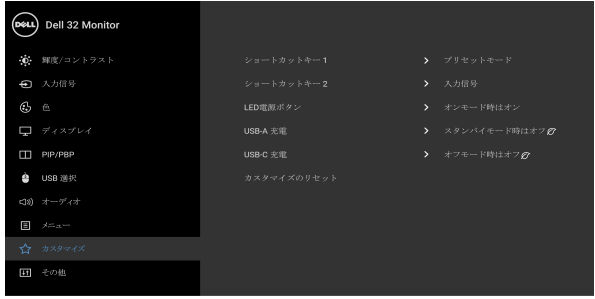 DELL Dell 32 Monitor
輝度/コントラスト
入力信号
色
ディスプレイ
PIP/PBP
USB 選択
オーディオ
メニュー
カスタマイズ
その他
ショートカットキー 1 プリセットモード
ショートカットキー 2 入力信号
LED電源ボタン オンモード時はオン
USB-A 充電 スタンバイモード時はオフ
USB-C 充電 オフモード時はオフ
カスタマイズのリセット